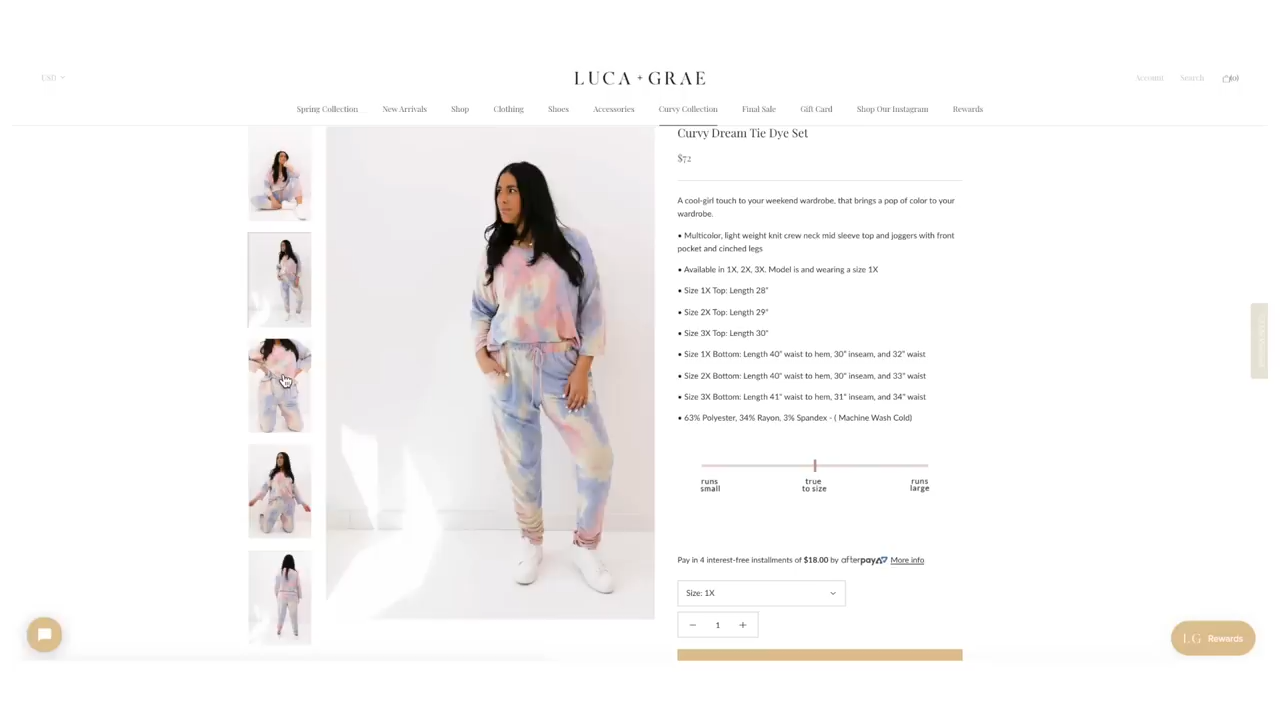 USD
LUCA + GRAE
Account
Search
(0)
Spring Collection
New Arrivals
Shop
Clothing
Shoes
Accessories
Curvy Collection
Final Sale
Gift Card
Shop Our Instagram
Rewards
Curvy Dream Tie Dye Set
$72
A cool-girl touch to your weekend wardrobe, that brings a pop of color to your
wardrobe.
• Multicolor, light weight knit crew neck mid sleeve top and joggers with front
pocket and cinched legs
• Available in 1X, 2X, 3X. Model is and wearing a size 1X
• Size 1X Top: Length 28"
• Size 2X Top: Length 29"
• Size 3X Top: Length 30"
• Size 1X Bottom: Length 40" waist to hem, 30" inseam, and 32" waist
• Size 2X Bottom: Length 40" waist to hem, 30" inseam, and 33" waist
• Size 3X Bottom: Length 41" waist to hem, 31" inseam, and 34" waist
• 63% Polyester, 34% Rayon, 3% Spandex - ( Machine Wash Cold)
runs
small
true
to size
runs
large
Pay in 4 interest-free installments of $18.00 by afterpay More info
Size: 1X
− 1 +
LG Rewards